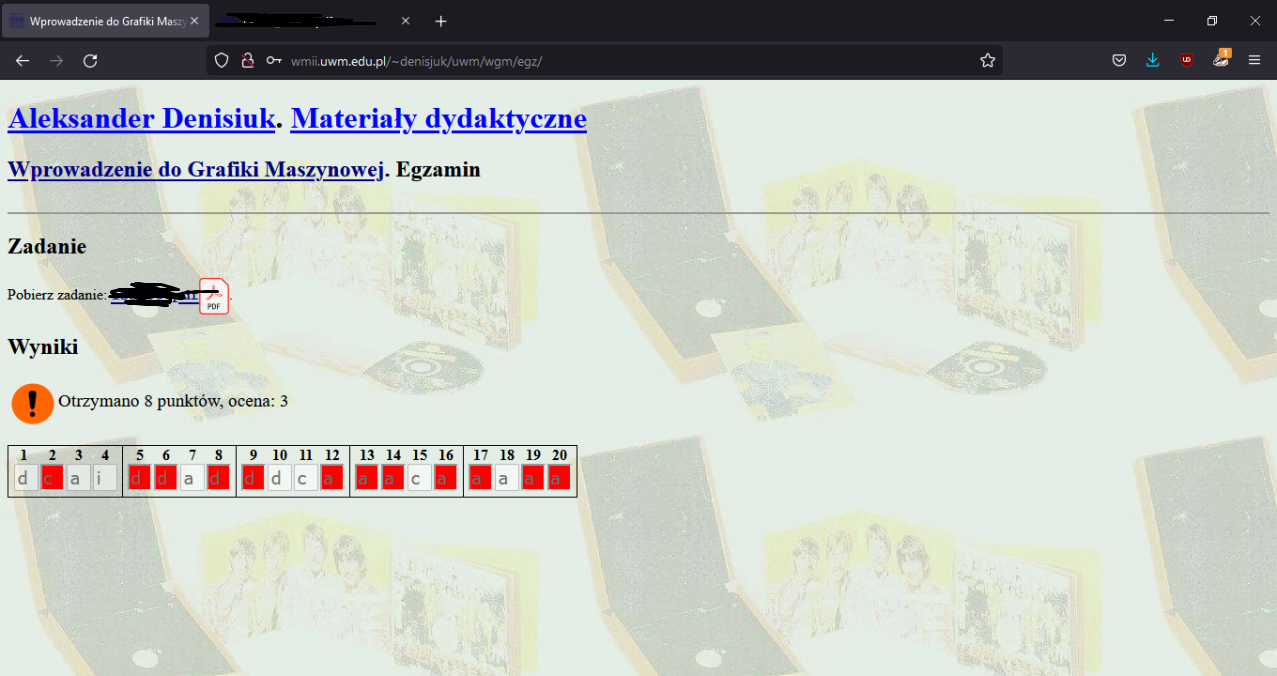 Wprowadzenie do Grafiki Maszy
wmii.uwm.edu.pl/~denisjuk/uwm/wgm/egz/
1
Aleksander Denisiuk. Materiały dydaktyczne
Wprowadzenie do Grafiki Maszynowej. Egzamin
Zadanie
Pobierz zadanie:
PDF
Wyniki
Otrzymano 8 punktów, ocena: 3
1 2 3 4 5 6 7 8 9 10 11 12 13 14 15 16 17 18 19 20
d c a i d d a d d d c a a a c a a a a a